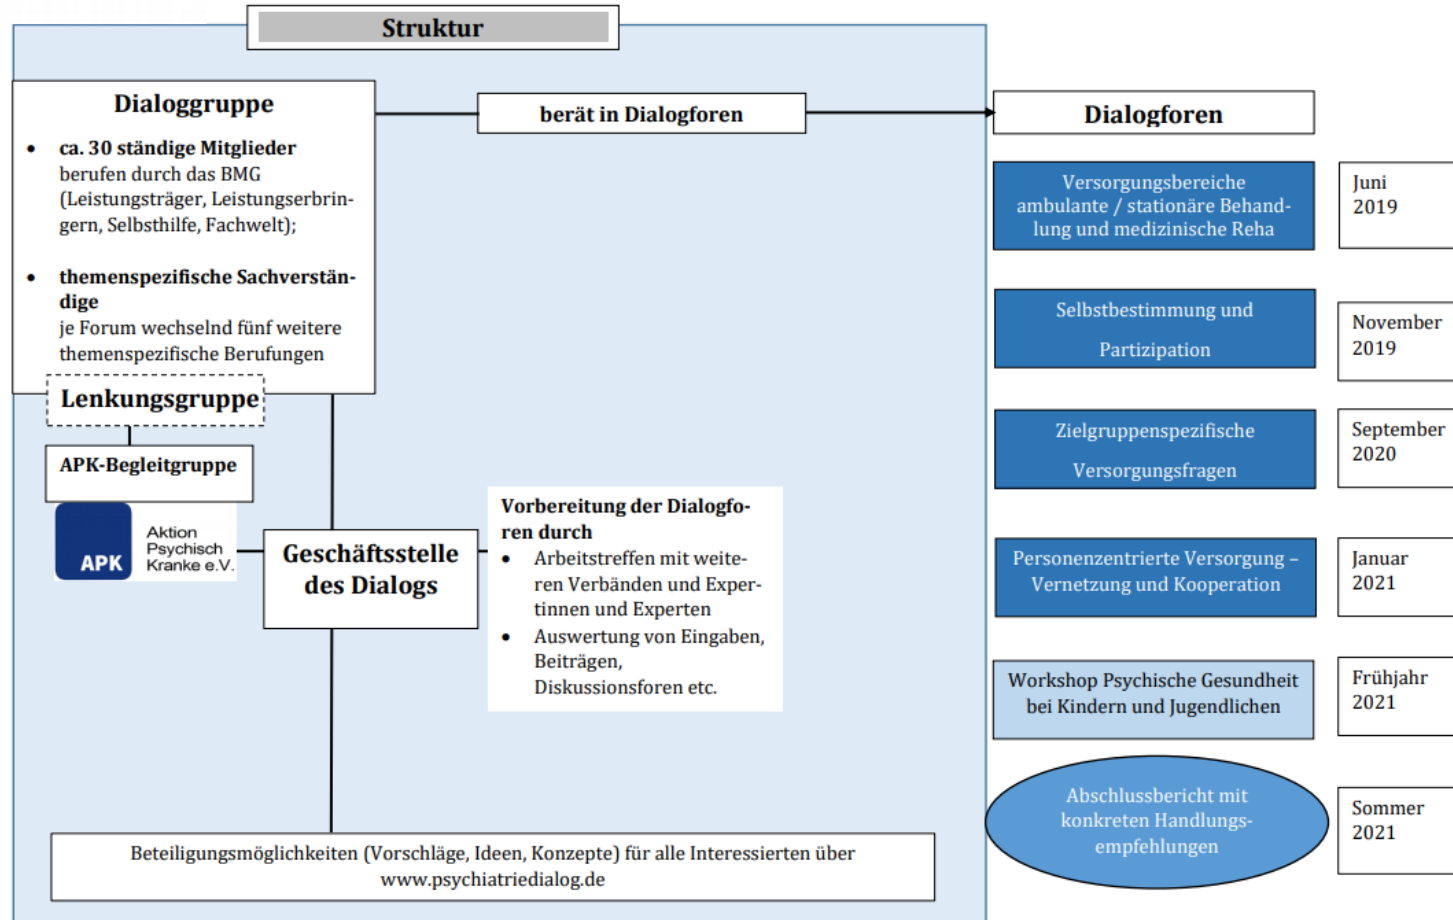 Struktur
Dialoggruppe
• ca. 30 ständige Mitglieder
berufen durch das BMG
(Leistungsträger, Leistungserbrin-
gern, Selbsthilfe, Fachwelt);
• themenspezifische Sachverstän-
dige
je Forum wechselnd fünf weitere
themenspezifische Berufungen
Lenkungsgruppe
APK-Begleitgruppe
APK
Aktion
Psychisch
Kranke e.V.
Geschäftsstelle
des Dialogs
berät in Dialogforen
Vorbereitung der Dialogfo-
ren durch
• Arbeitstreffen mit weite-
ren Verbänden und Exper-
tinnen und Experten
• Auswertung von Eingaben,
Beiträgen,
Diskussionsforen etc.
Beteiligungsmöglichkeiten (Vorschläge, Ideen, Konzepte) für alle Interessierten über
www.psychiatriedialog.de
Dialogforen
Versorgungsbereiche
ambulante / stationäre Behand-
lung und medizinische Reha
Juni
2019
Selbstbestimmung und
Partizipation
November
2019
Zielgruppenspezifische
Versorgungsfragen
September
2020
Personenzentrierte Versorgung –
Vernetzung und Kooperation
Januar
2021
Workshop Psychische Gesundheit
bei Kindern und Jugendlichen
Frühjahr
2021
Abschlussbericht mit
konkreten Handlungs-
empfehlungen
Sommer
2021